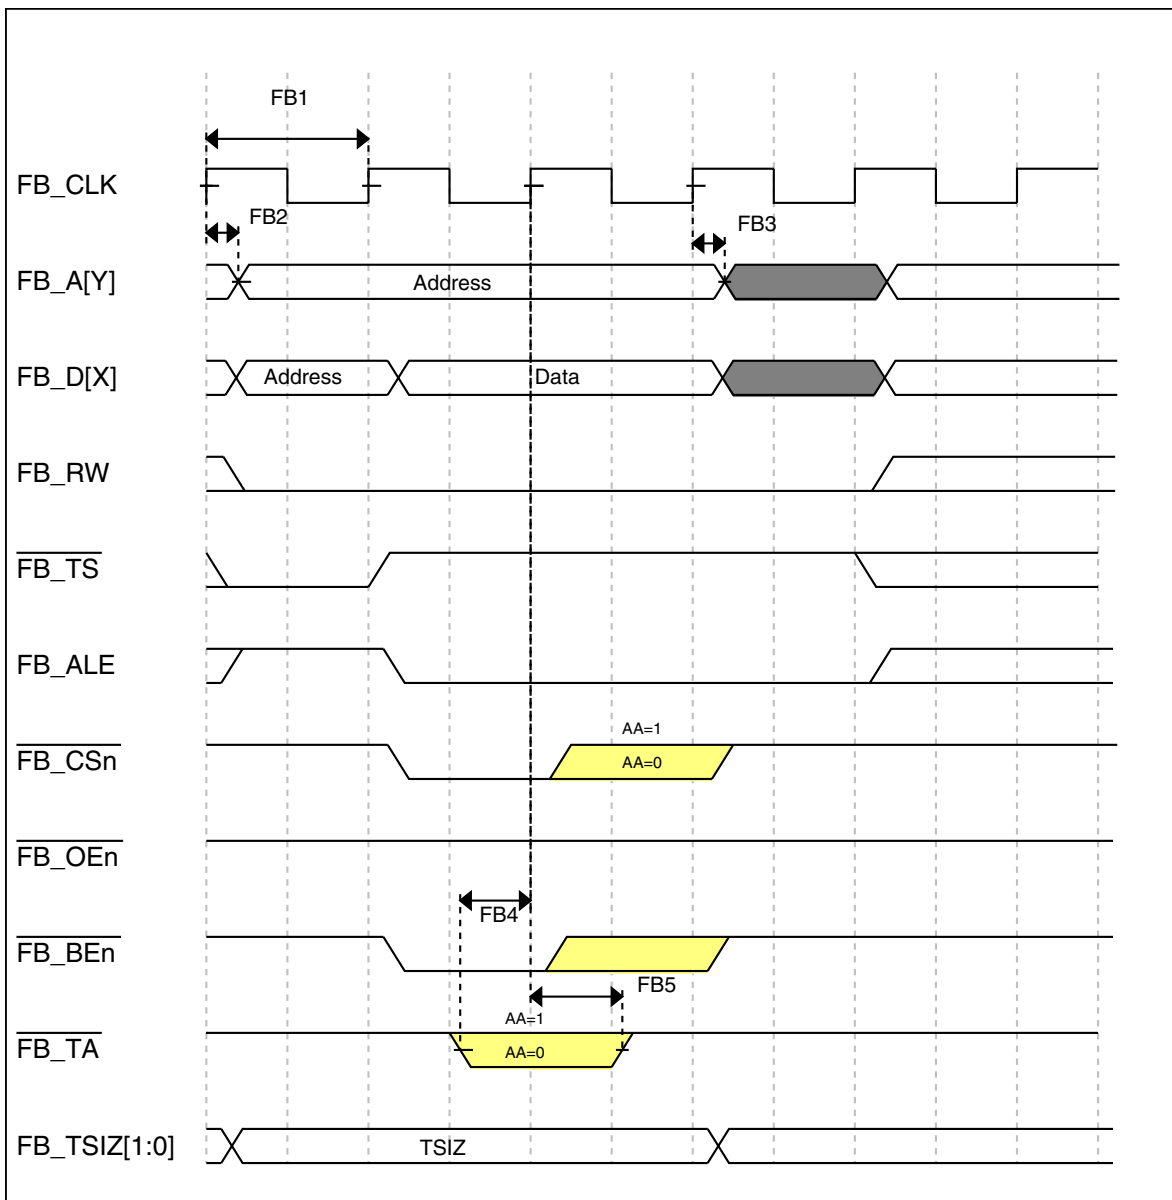 FB1
FB_CLK
FB2
FB3
FB_A[Y]
Address
FB_D[X]
Address
Data
FB_RW
FB_TS
FB_ALE
AA=1
FB_CSn
AA=0
FB_OEn
FB4
FB_BEn
FB5
AA=1
FB_TA
AA=0
FB_TSIZ[1:0]
TSIZ